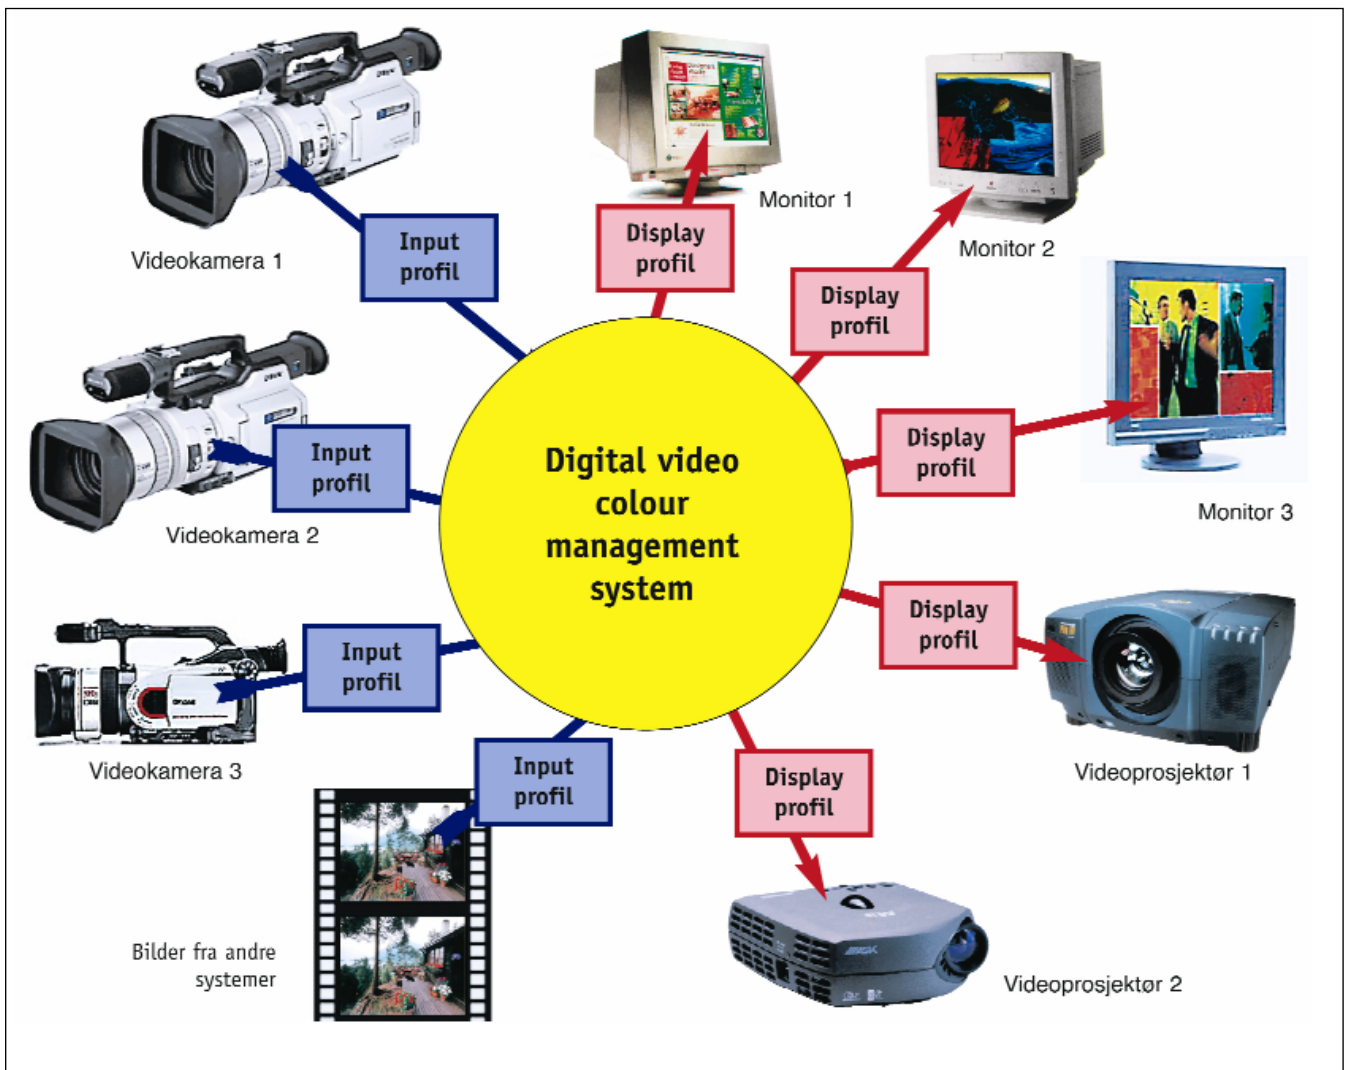 Videokamera 1
Input
profil
Display
profil
Monitor 1
Display
profil
Monitor 2
Videokamera 2
Input
profil
Digital video
colour
management
system
Display
profil
Monitor 3
Videokamera 3
Input
profil
Display
profil
Videoprosjektør 1
Input
profil
Bilder fra andre
systemer
Display
profil
Videoprosjektør 2